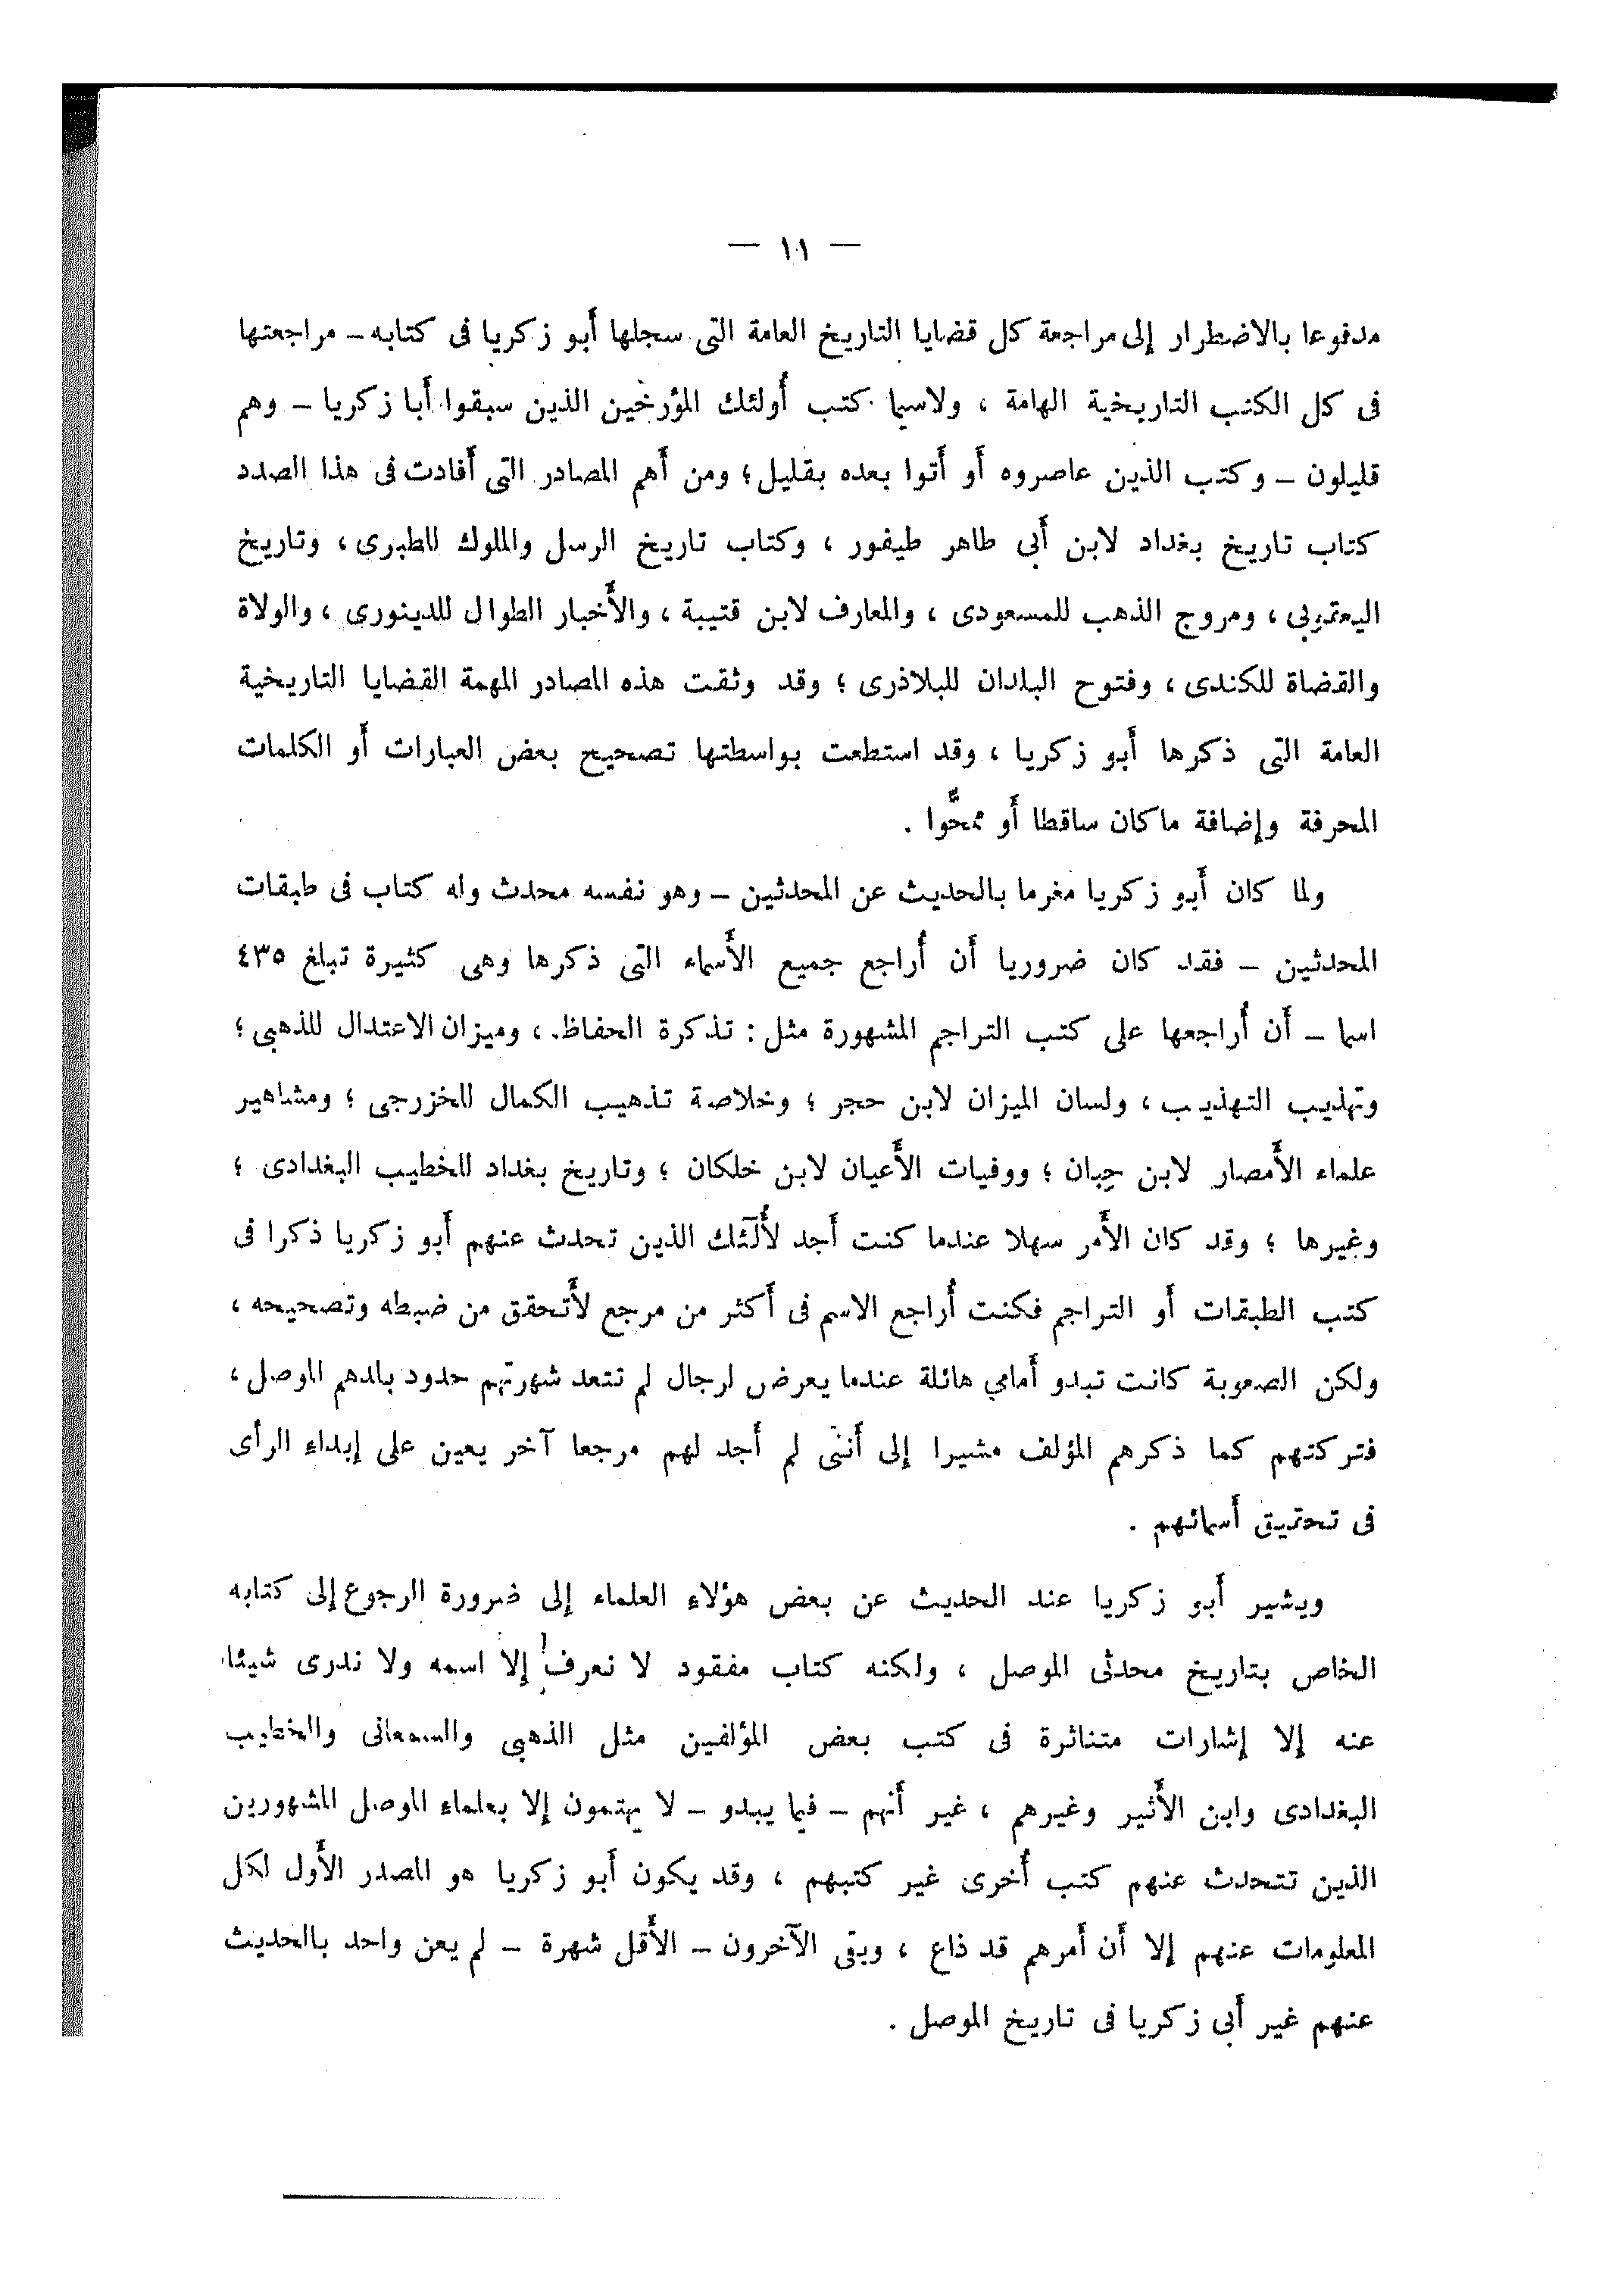 — ١١ —
مدفوعا بالاضطرار إلى مراجعة كل قضايا التاريخ العامة التى سجلها أبو زكريا فى كتابه – مراجعتها
فى كل الكتب التاريخية الهامة ، ولاسيما كتب أولئك المؤرخين الذين سبقوا أبا زكريا – وهم
قليلون – وكتب الذين عاصروه أو أتوا بعده بقليل ؛ ومن أهم المصادر التى أفادت فى هذا الصدد
كتاب تاريخ بغداد لابن أبى طاهر طيفور ، وكتاب تاريخ الرسل والملوك للطبرى ، وتاريخ
اليعقوبى ، ومروج الذهب للمسعودى ، والمعارف لابن قتيبة ، والأخبار الطوال للدينورى ، والولاة
والقضاة للكندى ، وفتوح البلدان للبلاذرى ؛ وقد وثقت هذه المصادر المهمة القضايا التاريخية
العامة التى ذكرها أبو زكريا ، وقد استطعت بواسطتها تصحيح بعض العبارات أو الكلمات
المحرفة وإضافة ماكان ساقطا أو ممحُّوا .
ولما كان أبو زكريا مغرما بالحديث عن المحدثين – وهو نفسه محدث وله كتاب فى طبقات
المحدثين – فقد كان ضروريا أن أُراجع جميع الأسماء التى ذكرها وهى كثيرة تبلغ ٤٣٥
اسما – أن أُراجعها على كتب التراجم المشهورة مثل : تذكرة الحفاظ ، وميزان الاعتدال للذهبى ؛
وتهذيب التهذيب ، ولسان الميزان لابن حجر ؛ وخلاصة تذهيب الكمال للخزرجى ؛ ومشاهير
علماء الأمصار لابن حِبان ؛ ووفيات الأعيان لابن خلكان ؛ وتاريخ بغداد للخطيب البغدادى ؛
وغيرها ؛ وقد كان الأمر سهلا عندما كنت أجد لأُلٓئك الذين تحدث عنهم أبو زكريا ذكرا فى
كتب الطبقات أو التراجم فكنت أُراجع الاسم فى أكثر من مرجع لأتحقق من ضبطه وتصحيحه ،
ولكن الصعوبة كانت تبدو أمامي هائلة عندما يعرض لرجال لم تتعد شهرتهم حدود بلدهم الموصل ،
فتركتهم كما ذكرهم المؤلف مشيرا إلى أننى لم أجد لهم مرجعا آخر يعين على إبداء الرأى
فى تحقيق أسمائهم .
ويشير أبو زكريا عند الحديث عن بعض هؤلاء العلماء إلى ضرورة الرجوع إلى كتابه
الخاص بتاريخ محدثى الموصل ، ولكنه كتاب مفقود لا نعرف إلا اسمه ولا ندرى شيئا
عنه إلا إشارات متناثرة فى كتب بعض المؤلفين مثل الذهبى والسمعانى والخطيب
البغدادى وابن الأثير وغيرهم ، غير أنهم – فيما يبدو – لا يهتمون إلا بعلماء الموصل المشهورين
الذين تتحدث عنهم كتب أُخرى غير كتبهم ، وقد يكون أبو زكريا هو المصدر الأول لكل
المعلومات عنهم إلا أن أمرهم قد ذاع ، وبقى الآخرون – الأقل شهرة – لم يعن واحد بالحديث
عنهم غير أبى زكريا فى تاريخ الموصل .